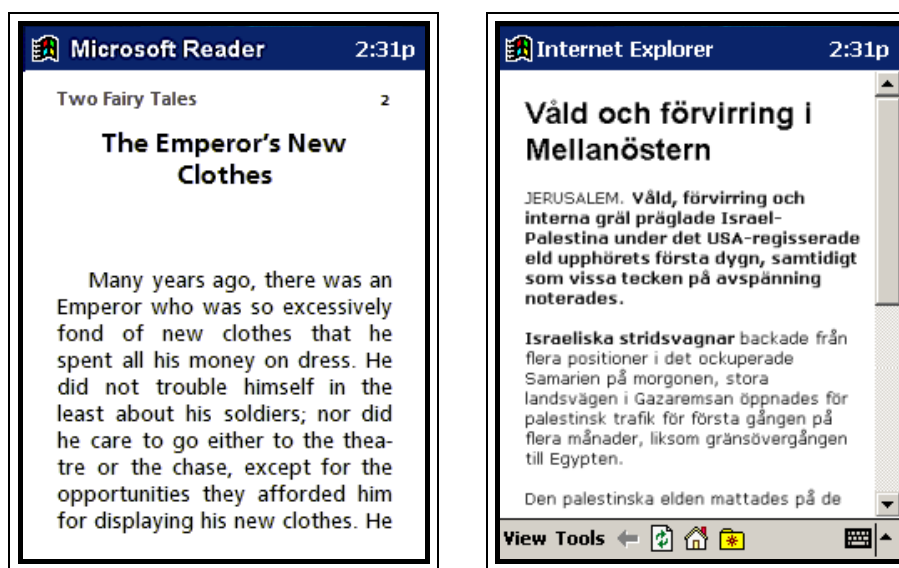 Microsoft Reader 2:31p
Two Fairy Tales 2
The Emperor's New
Clothes
Many years ago, there was an
Emperor who was so excessively
fond of new clothes that he
spent all his money on dress. He
did not trouble himself in the
least about his soldiers; nor did
he care to go either to the thea-
tre or the chase, except for the
opportunities they afforded him
for displaying his new clothes. He
Internet Explorer 2:31p
Våld och förvirring i
Mellanöstern
JERUSALEM. Våld, förvirring och
interna gräl präglade Israel-
Palestina under det USA-regisserade
eld upphörets första dygn, samtidigt
som vissa tecken på avspänning
noterades.
Israeliska stridsvagnar backade från
flera positioner i det ockuperade
Samarien på morgonen, stora
landsvägen i Gazaremsan öppnades för
palestinsk trafik för första gången på
flera månader, liksom gränsövergången
till Egypten.
Den palestinska elden mattades på de
View Tools